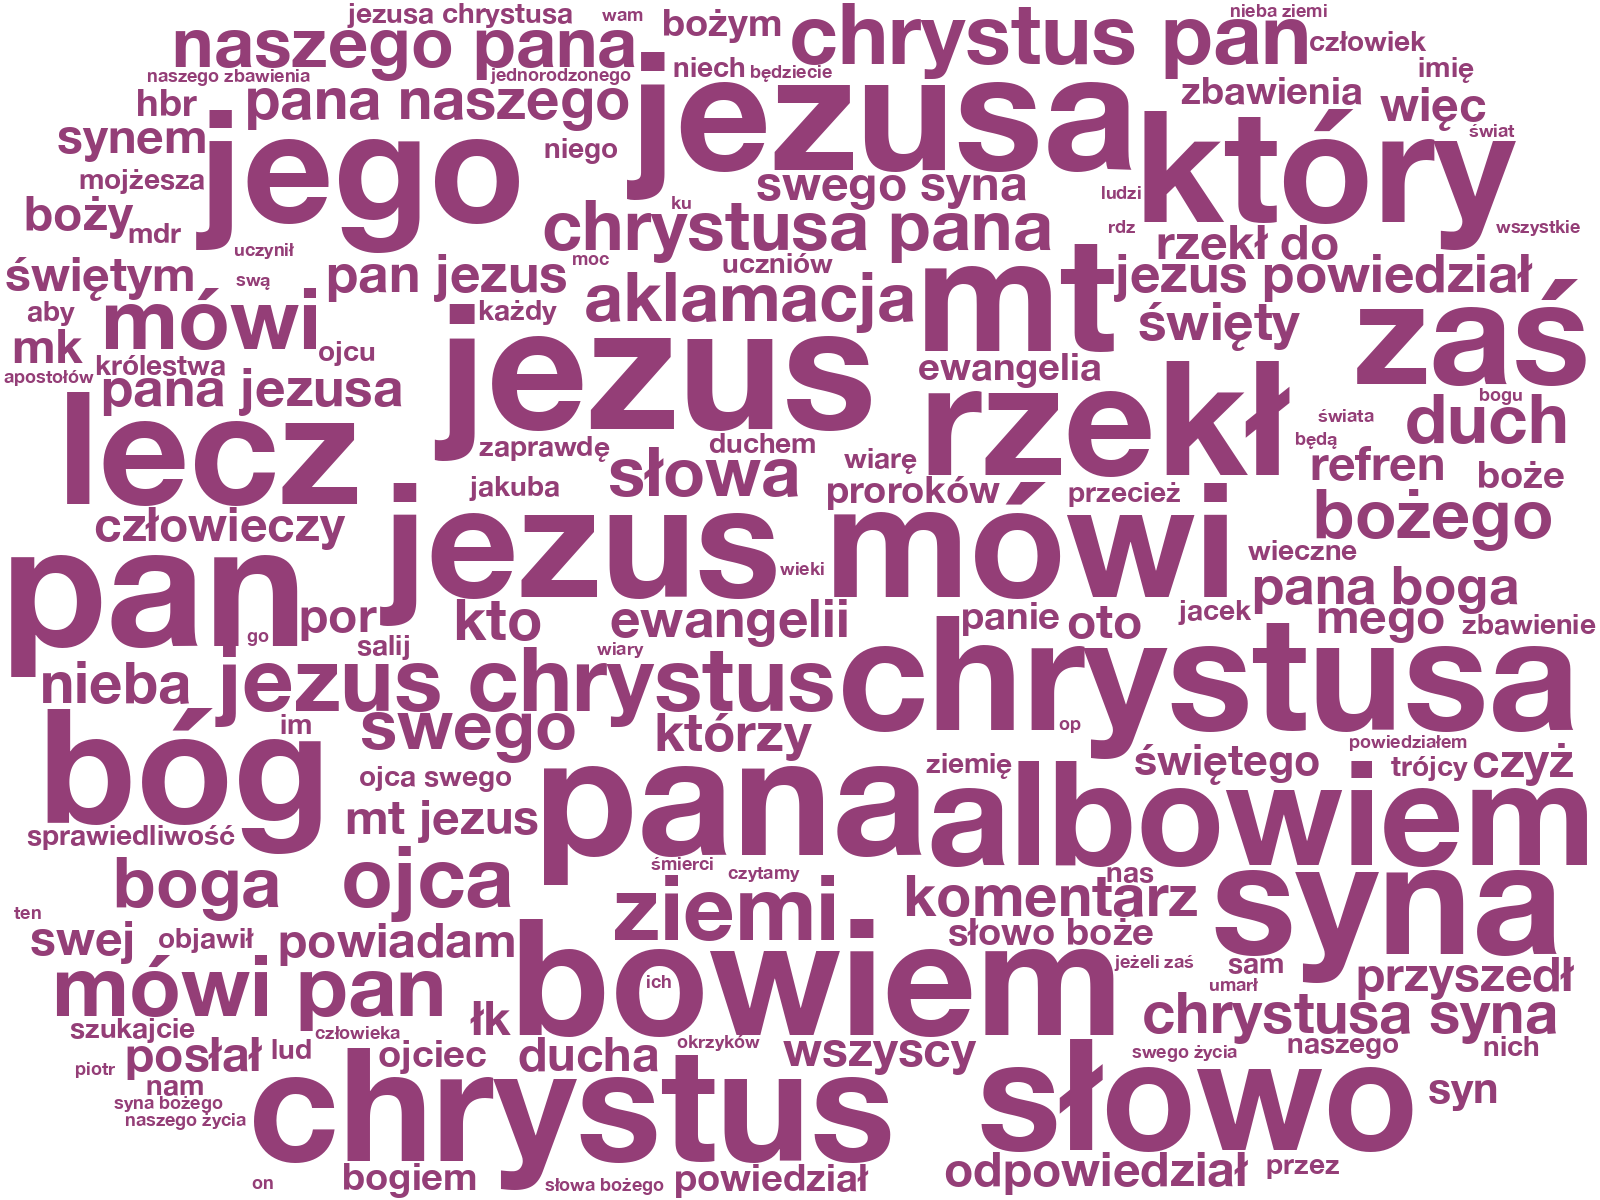 jezusa chrystusa
wam
bożym
chrystus pan
nieba ziemi
naszego pana
człowiek
naszego zbawienia
jednorodzonego
niech
będziecie
jezusa
imię
hbr
pana naszego
zbawienia
więc
synem
jego
niego
który
świat
mojżesza
swego syna
ludzi
boży
mdr
ku
chrystusa pana
rdz
wszystkie
uczynił
rzekł do
świętym
swą
pan jezus
moc
uczniów
mt
jezus powiedział
aby
mówi
każdy
aklamacja
święty
zaś
mk
królestwa
ojcu
jezus
ewangelia
apostołów
pana jezusa
rzekł
bogu
lecz
świata
duch
zaprawdę
duchem
będą
słowa
wiarę
refren
boże
jakuba
proroków
przecież
człowieczy
jezus mówi
bożego
pan
wieki
wieczne
pana boga
por
kto
ewangelii
panie
oto
jacek
mego
zbawienie
go
salij
wiary
nieba
jezus chrystus
chrystusa
bóg
im
swego
którzy
op
powiedziałem
ojca swego
ziemię
świętego
trójcy
czyż
mt jezus
pana
albowiem
sprawiedliwość
boga
ojca
śmierci
czytamy
nas
ten
ziemi
komentarz
syna
swej
objawił
powiadam
słowo boże
bowiem
jeżeli zaś
sam
mówi pan
ich
umarł
przyszedł
łk
chrystusa syna
szukajcie
człowieka
posłał
lud
ojciec
ducha
okrzyków
wszyscy
swego życia
naszego
nich
piotr
nam
chrystus
słowo
syn
syna bożego
naszego życia
on
bogiem
słowa bożego
powiedział
odpowiedział
przez